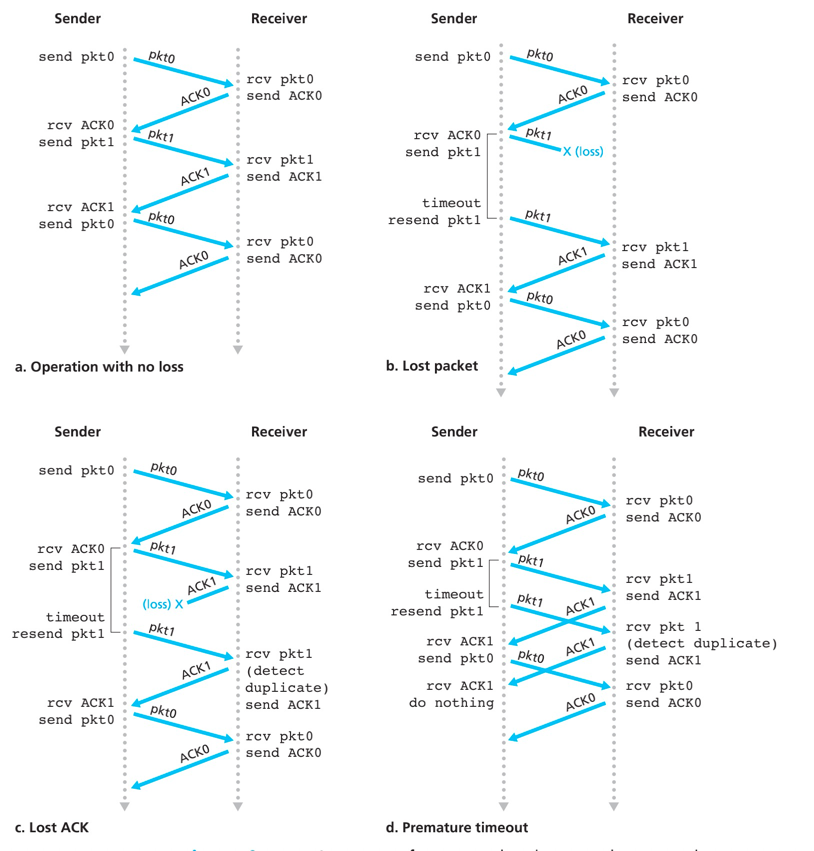 Sender
Receiver
send pkt0
pkt0
rcv pkt0
send ACK0
ACK0
rcv ACK0
send pkt1
pkt1
rcv pkt1
send ACK1
ACK1
rcv ACK1
send pkt0
pkt0
rcv pkt0
send ACK0
ACK0
a. Operation with no loss
Sender
Receiver
send pkt0
pkt0
rcv pkt0
send ACK0
ACK0
rcv ACK0
send pkt1
pkt1
X (loss)
timeout
resend pkt1
pkt1
rcv pkt1
send ACK1
ACK1
rcv ACK1
send pkt0
pkt0
rcv pkt0
send ACK0
ACK0
b. Lost packet
Sender
Receiver
send pkt0
pkt0
rcv pkt0
send ACK0
ACK0
rcv ACK0
send pkt1
pkt1
rcv pkt1
send ACK1
ACK1
(loss) X
timeout
resend pkt1
pkt1
rcv pkt1
(detect
duplicate)
send ACK1
ACK1
rcv ACK1
send pkt0
pkt0
rcv pkt0
send ACK0
ACK0
c. Lost ACK
Sender
Receiver
send pkt0
pkt0
rcv pkt0
send ACK0
ACK0
rcv ACK0
send pkt1
pkt1
rcv pkt1
send ACK1
ACK1
timeout
resend pkt1
pkt1
rcv pkt 1
(detect duplicate)
send ACK1
ACK1
rcv ACK1
send pkt0
pkt0
rcv ACK1
do nothing
rcv pkt0
send ACK0
ACK0
d. Premature timeout